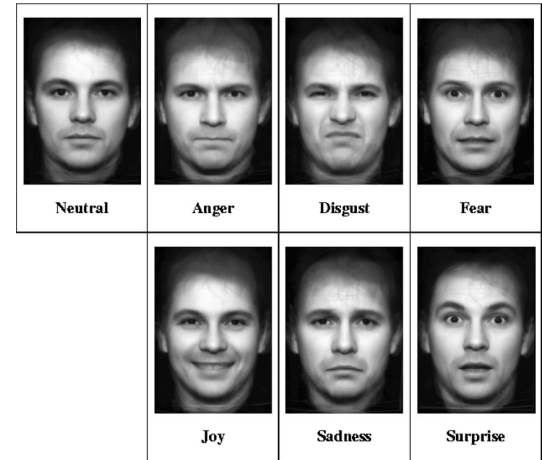 Neutral
Anger
Disgust
Fear
Joy
Sadness
Surprise